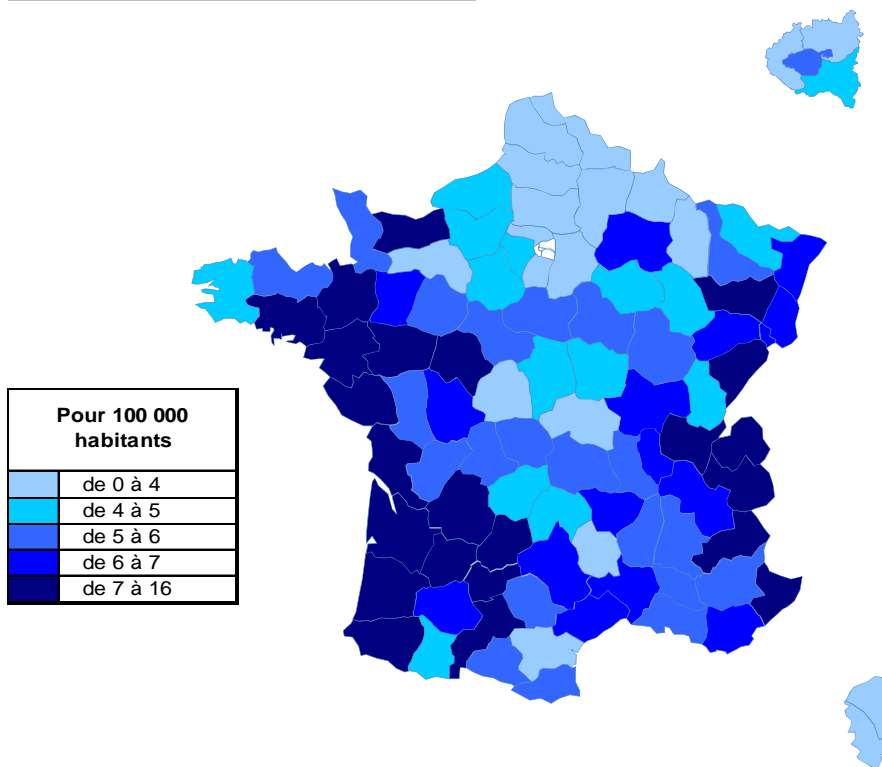 Pour 100 000
habitants
de 0 à 4
de 4 à 5
de 5 à 6
de 6 à 7
de 7 à 16